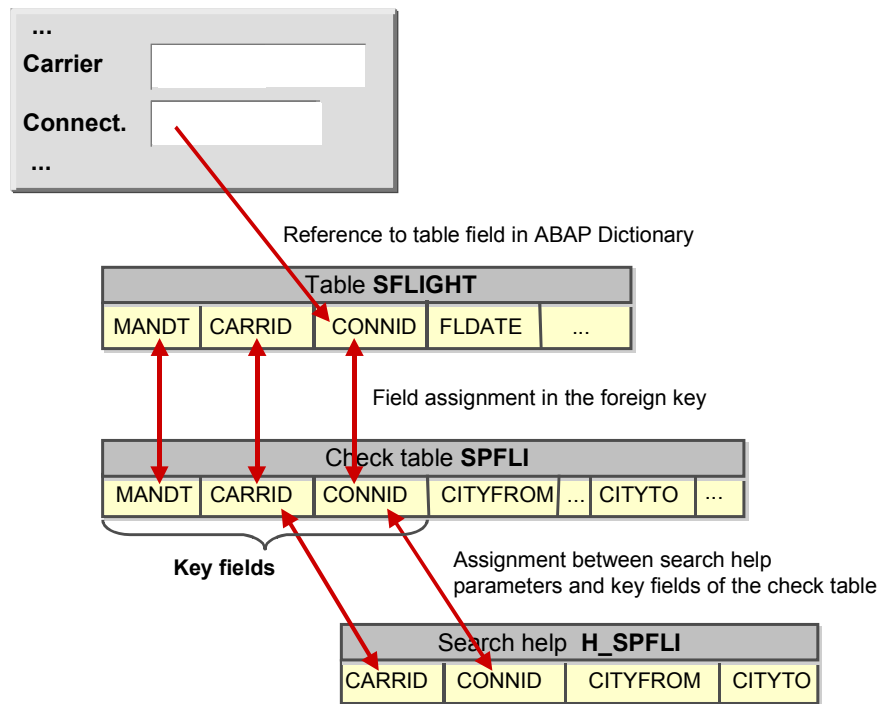 ...
Carrier
Connect.
...
Reference to table field in ABAP Dictionary
Table SFLIGHT
MANDT CARRID CONNID FLDATE ...
Field assignment in the foreign key
Check table SPFLI
MANDT CARRID CONNID CITYFROM ... CITYTO ...
Key fields
Assignment between search help
parameters and key fields of the check table
Search help H_SPFLI
CARRID CONNID CITYFROM CITYTO